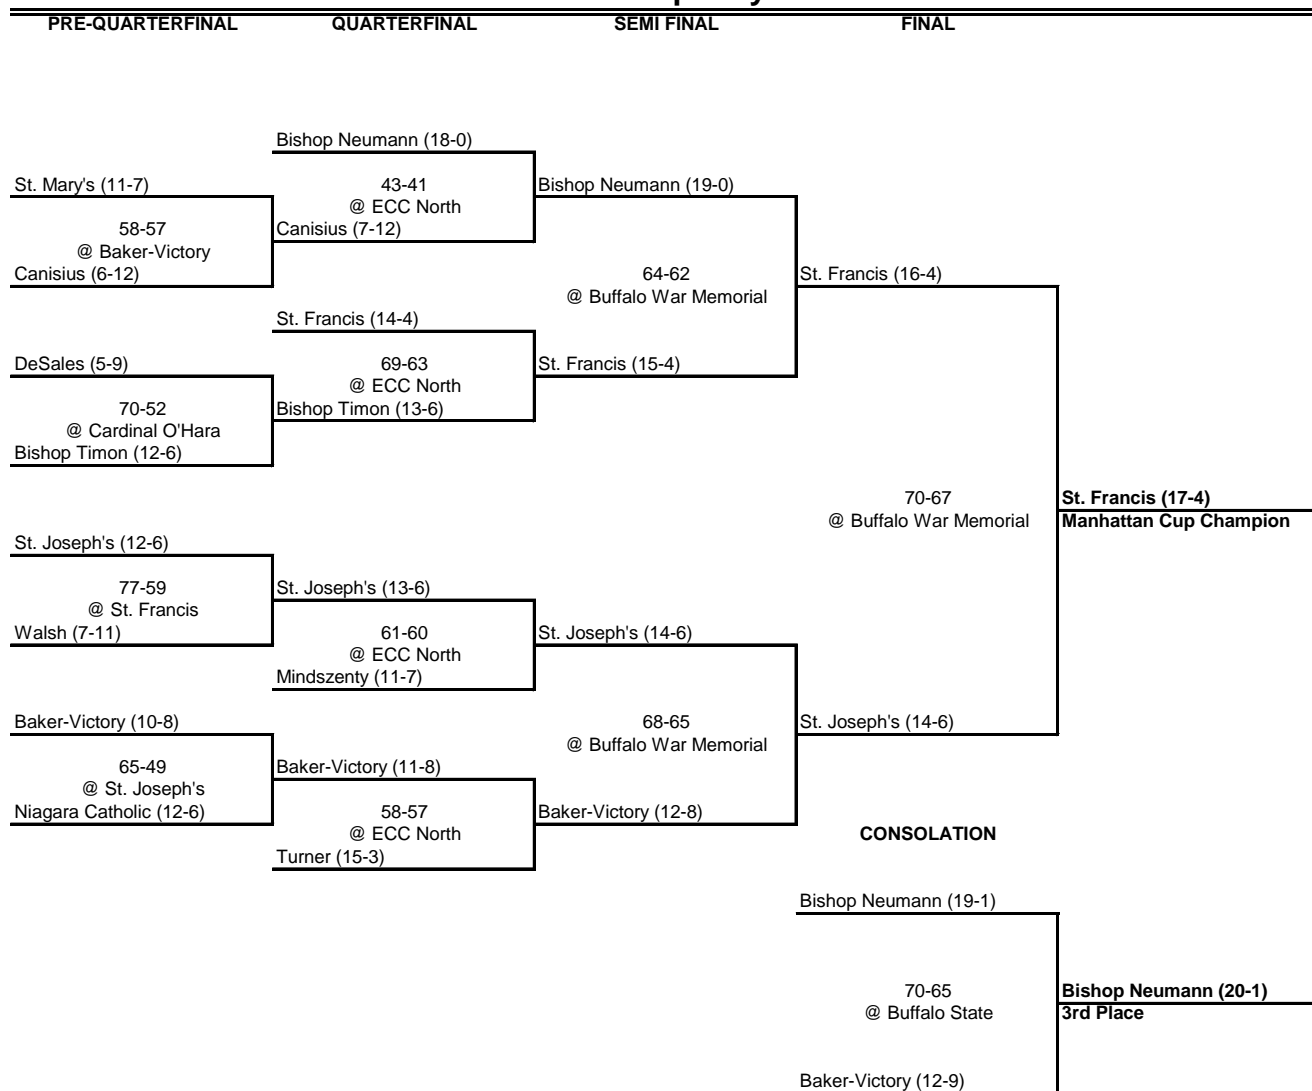 PRE-QUARTERFINAL QUARTERFINAL SEMI FINAL FINAL
Bishop Neumann (18-0)
St. Mary's (11-7) 43-41 Bishop Neumann (19-0)
@ ECC North
58-57 Canisius (7-12)
@ Baker-Victory
Canisius (6-12) 64-62 St. Francis (16-4)
@ Buffalo War Memorial
St. Francis (14-4)
DeSales (5-9) 69-63 St. Francis (15-4)
@ ECC North
70-52 Bishop Timon (13-6)
@ Cardinal O'Hara
Bishop Timon (12-6)
70-67 St. Francis (17-4)
@ Buffalo War Memorial Manhattan Cup Champion
St. Joseph's (12-6)
77-59 St. Joseph's (13-6)
@ St. Francis
Walsh (7-11) 61-60 St. Joseph's (14-6)
@ ECC North
Mindszenty (11-7)
Baker-Victory (10-8) 68-65 St. Joseph's (14-6)
@ Buffalo War Memorial
65-49 Baker-Victory (11-8)
@ St. Joseph's
Niagara Catholic (12-6) 58-57 Baker-Victory (12-8)
@ ECC North CONSOLATION
Turner (15-3)
Bishop Neumann (19-1)
70-65 Bishop Neumann (20-1)
@ Buffalo State 3rd Place
Baker-Victory (12-9)